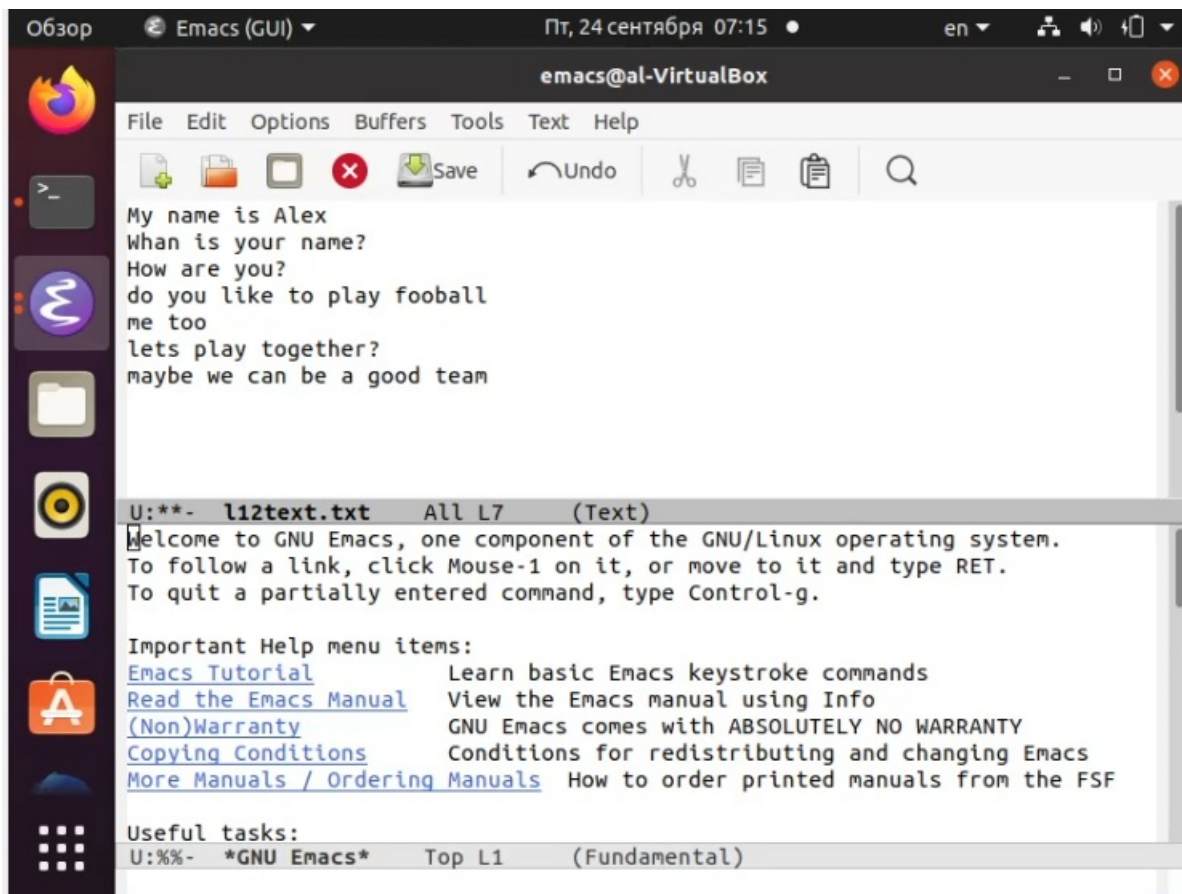 Обзор Emacs (GUI) Пт, 24 сентября 07:15 en
emacs@al-VirtualBox
File Edit Options Buffers Tools Text Help
Save Undo
My name is Alex
Whan is your name?
How are you?
do you like to play fooball
me too
lets play together?
maybe we can be a good team
U:**- l12text.txt All L7 (Text)
Welcome to GNU Emacs, one component of the GNU/Linux operating system.
To follow a link, click Mouse-1 on it, or move to it and type RET.
To quit a partially entered command, type Control-g.
Important Help menu items:
Emacs Tutorial Learn basic Emacs keystroke commands
Read the Emacs Manual View the Emacs manual using Info
(Non)Warranty GNU Emacs comes with ABSOLUTELY NO WARRANTY
Copying Conditions Conditions for redistributing and changing Emacs
More Manuals / Ordering Manuals How to order printed manuals from the FSF
Useful tasks:
U:%%- *GNU Emacs* Top L1 (Fundamental)